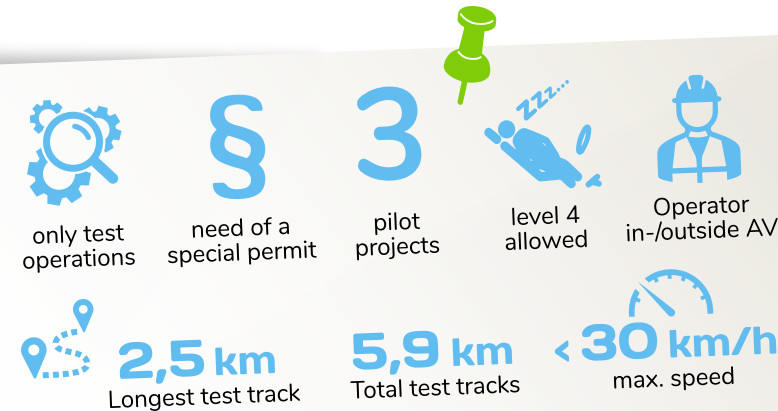 zzz...
§
3
only test
operations
need of a
special permit
pilot
projects
level 4
allowed
Operator
in-/outside AV
2,5 km
Longest test track
5,9 km
Total test tracks
< 30 km/h
max. speed